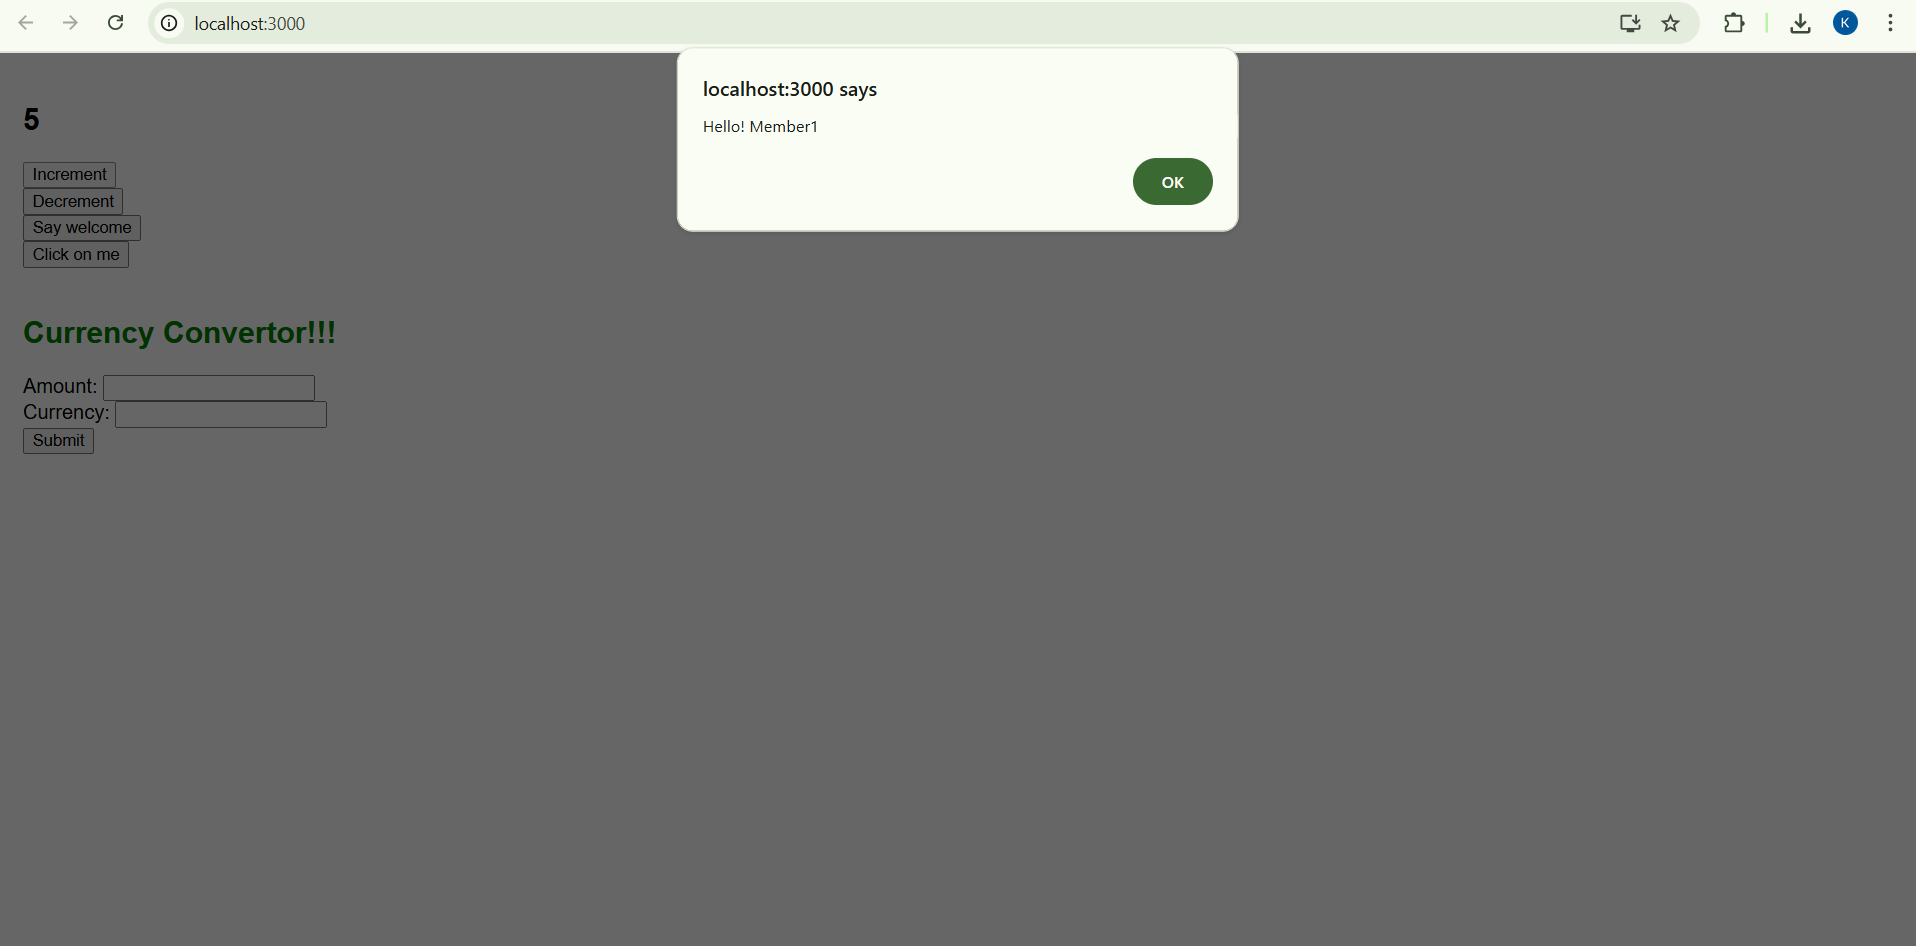 localhost:3000
K
localhost:3000 says
Hello! Member1
OK
5
Increment
Decrement
Say welcome
Click on me
Currency Convertor!!!
Amount:
Currency:
Submit